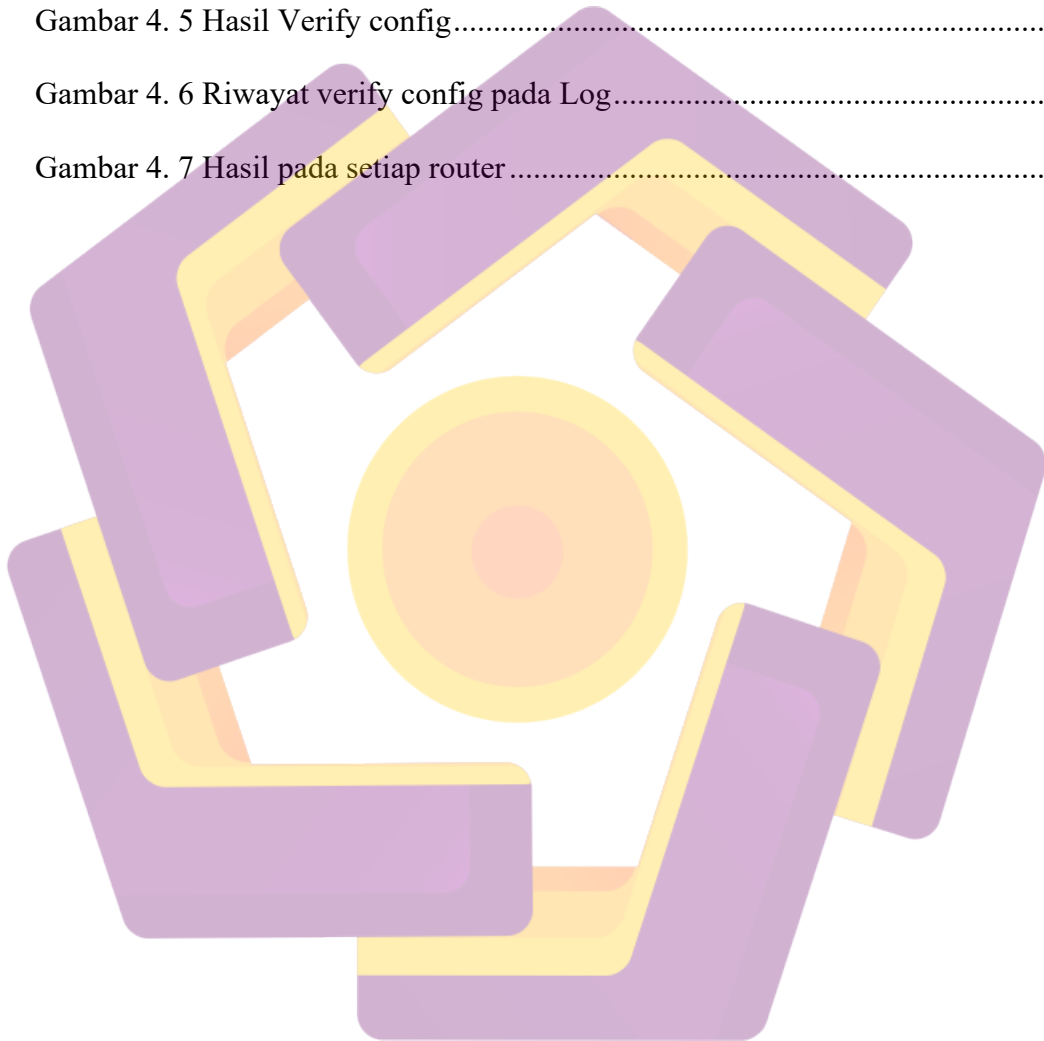 Gambar 4. 5 Hasil Verify config........................................................................
Gambar 4. 6 Riwayat verify config pada Log.....................................................
Gambar 4. 7 Hasil pada setiap router.................................................................